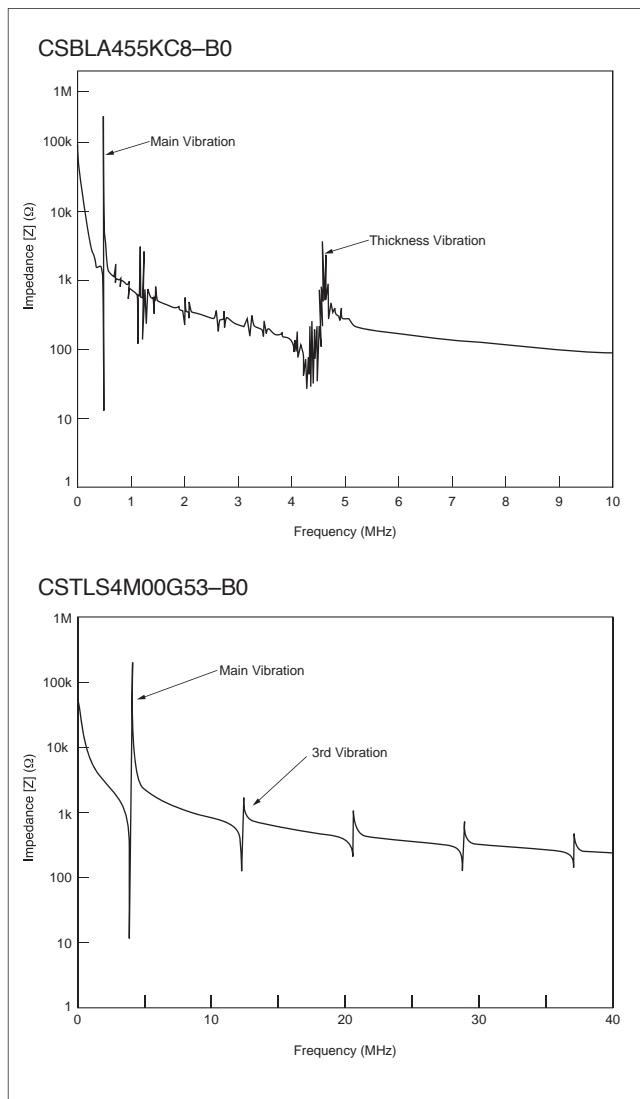 CSBLA455KC8–B0
1M
100k
10k
1k
100
10
1
Impedance [Z] (Ω)
Main Vibration
Thickness Vibration
0 1 2 3 4 5 6 7 8 9 10
Frequency (MHz)
CSTLS4M00G53–B0
1M
100k
10k
1k
100
10
1
Impedance [Z] (Ω)
Main Vibration
3rd Vibration
0 10 20 30 40
Frequency (MHz)